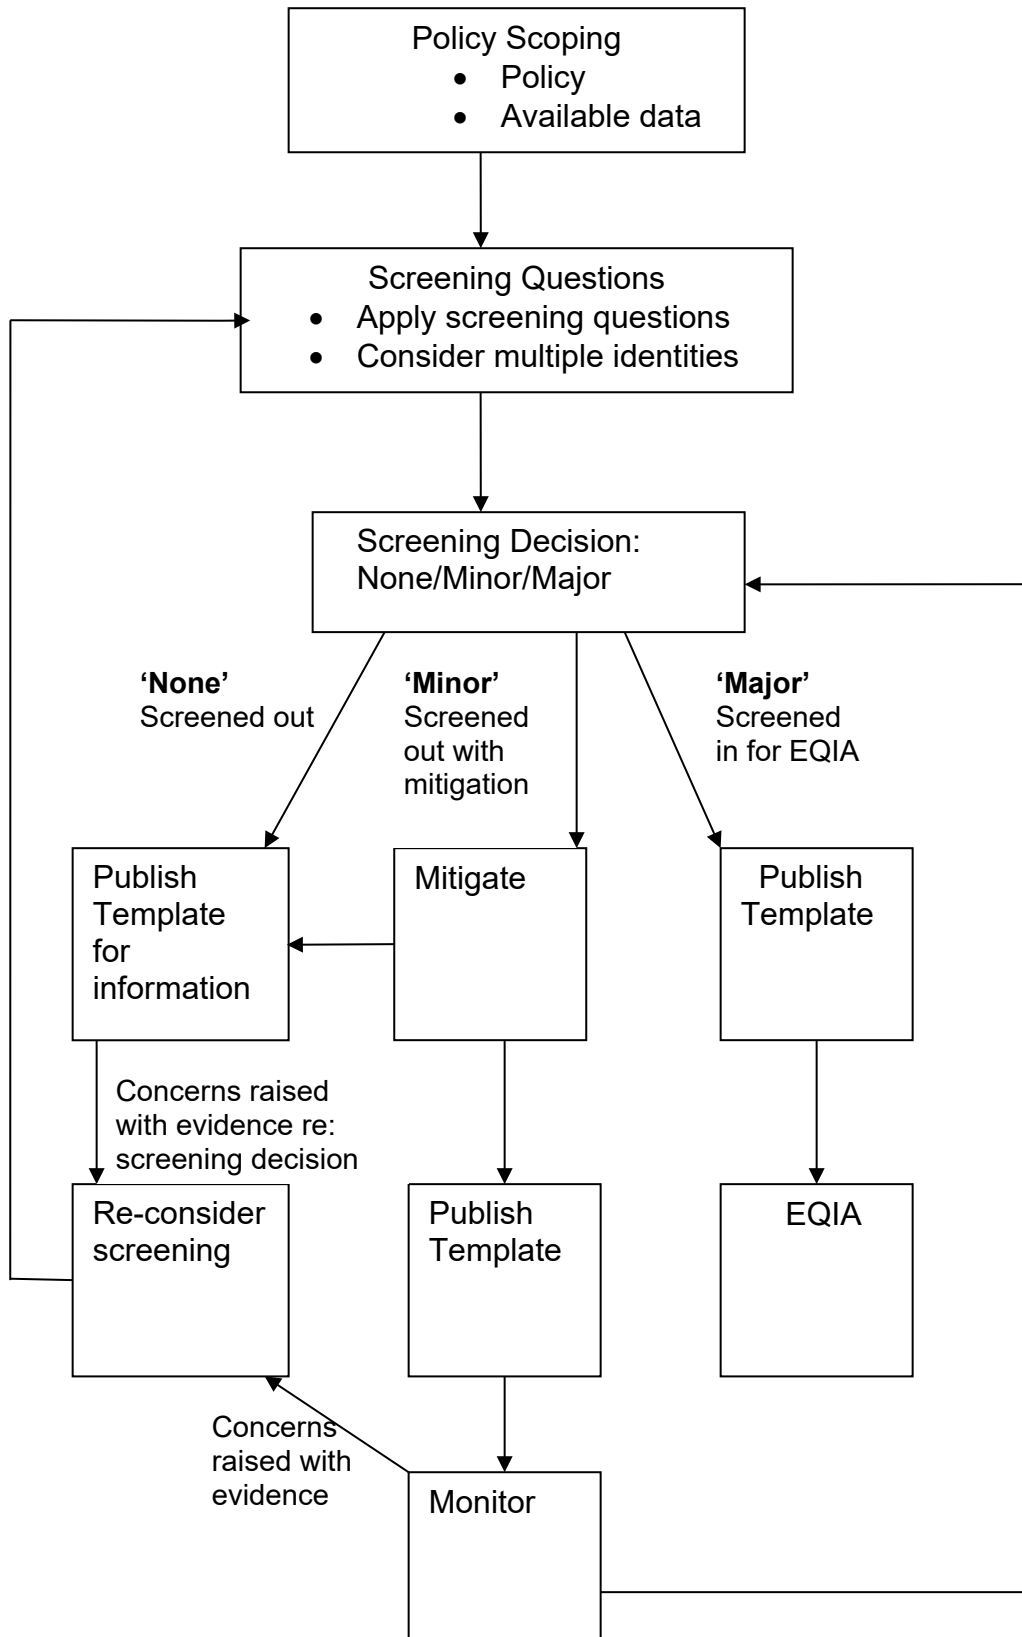 Policy Scoping
• Policy
• Available data
Screening Questions
• Apply screening questions
• Consider multiple identities
Screening Decision:
None/Minor/Major
‘None’
Screened out
‘Minor’
Screened
out with
mitigation
‘Major’
Screened
in for EQIA
Publish
Template
for
information
Mitigate
Publish
Template
Concerns raised
with evidence re:
screening decision
Re-consider
screening
Publish
Template
EQIA
Concerns
raised with
evidence
Monitor